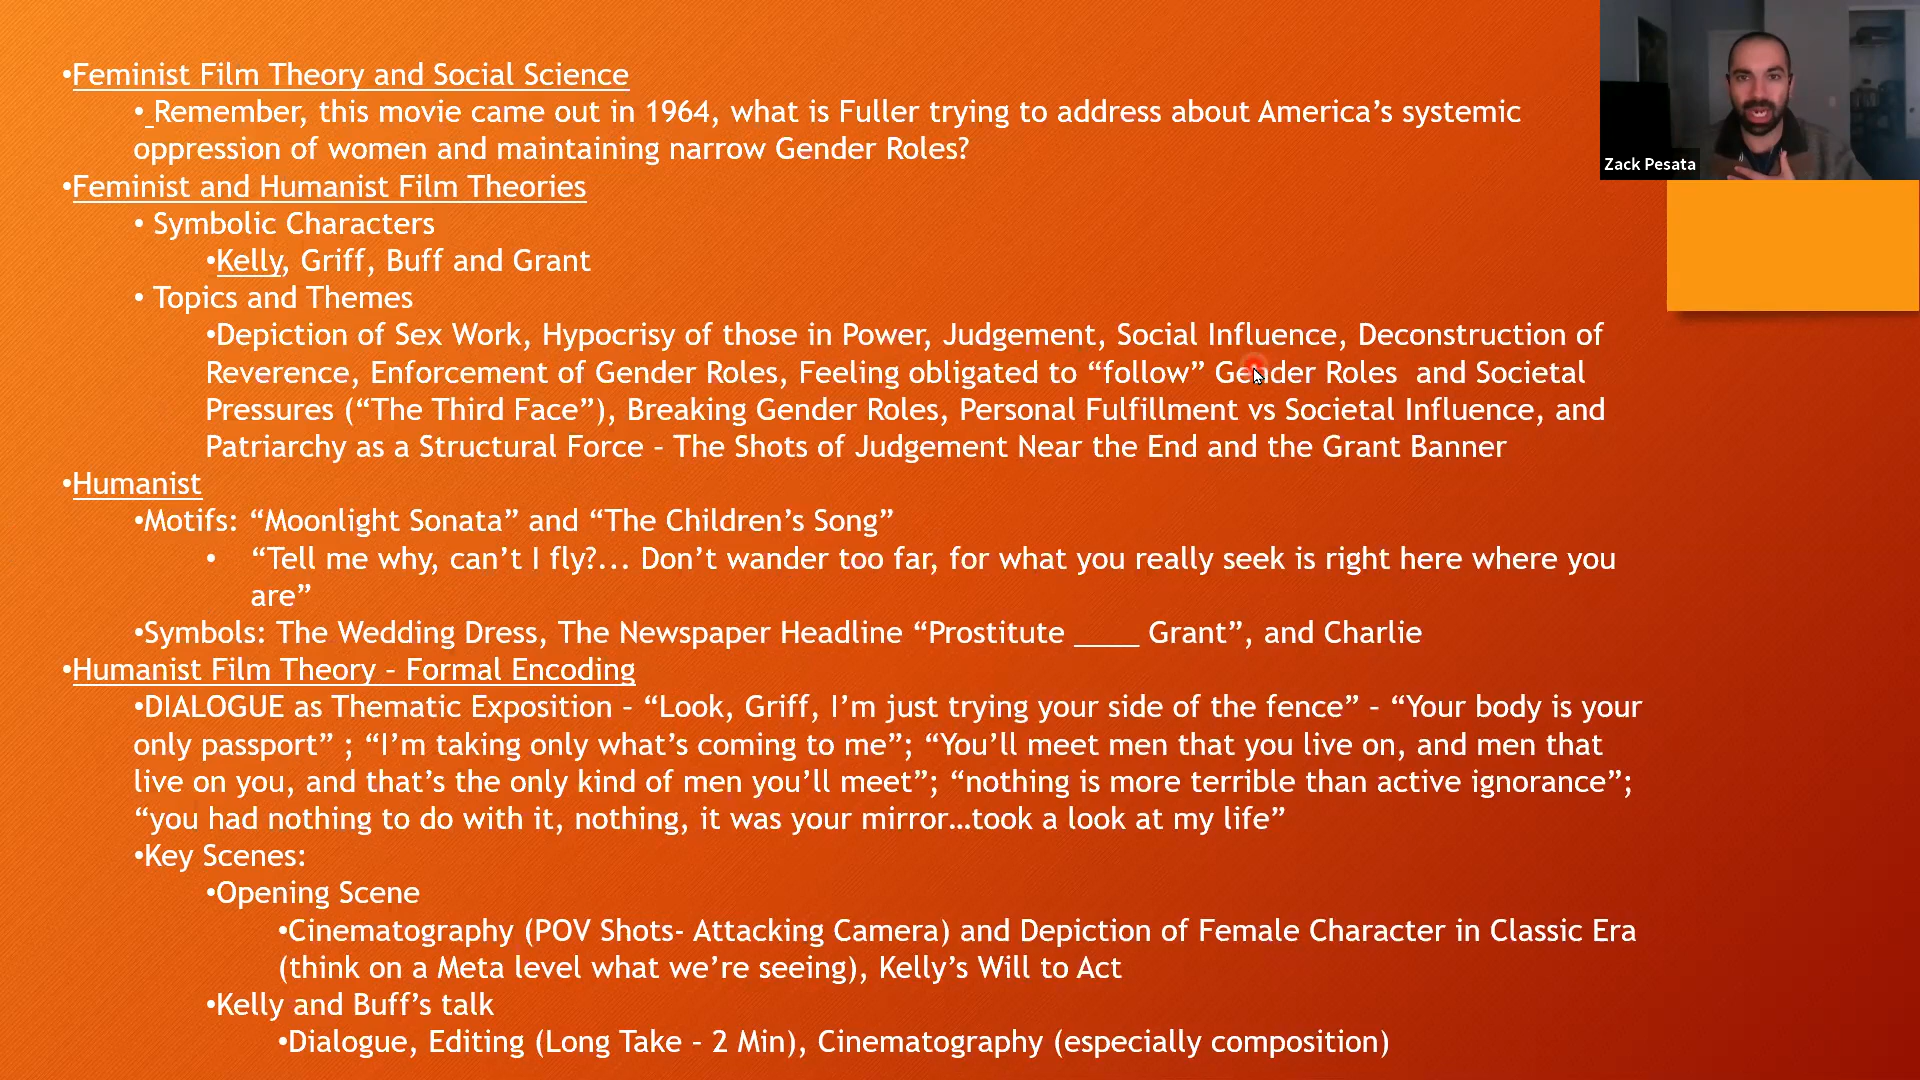 •Feminist Film Theory and Social Science
• Remember, this movie came out in 1964, what is Fuller trying to address about America’s systemic
oppression of women and maintaining narrow Gender Roles?
•Feminist and Humanist Film Theories
• Symbolic Characters
•Kelly, Griff, Buff and Grant
• Topics and Themes
•Depiction of Sex Work, Hypocrisy of those in Power, Judgement, Social Influence, Deconstruction of
Reverence, Enforcement of Gender Roles, Feeling obligated to “follow” Gender Roles and Societal
Pressures (“The Third Face”), Breaking Gender Roles, Personal Fulfillment vs Societal Influence, and
Patriarchy as a Structural Force – The Shots of Judgement Near the End and the Grant Banner
•Humanist
•Motifs: “Moonlight Sonata” and “The Children’s Song”
• “Tell me why, can’t I fly?... Don’t wander too far, for what you really seek is right here where you
are”
•Symbols: The Wedding Dress, The Newspaper Headline “Prostitute ____ Grant”, and Charlie
•Humanist Film Theory – Formal Encoding
•DIALOGUE as Thematic Exposition – “Look, Griff, I’m just trying your side of the fence” – “Your body is your
only passport” ; “I’m taking only what’s coming to me”; “You’ll meet men that you live on, and men that
live on you, and that’s the only kind of men you’ll meet”; “nothing is more terrible than active ignorance”;
“you had nothing to do with it, nothing, it was your mirror…took a look at my life”
•Key Scenes:
•Opening Scene
•Cinematography (POV Shots- Attacking Camera) and Depiction of Female Character in Classic Era
(think on a Meta level what we’re seeing), Kelly’s Will to Act
•Kelly and Buff’s talk
•Dialogue, Editing (Long Take – 2 Min), Cinematography (especially composition)
Zack Pesata